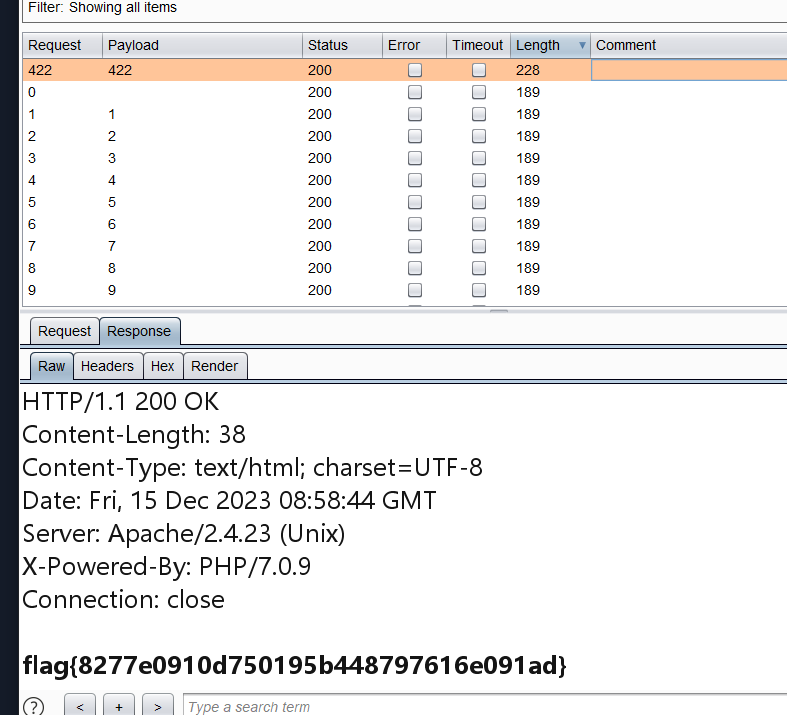 Filter: Showing all items
Request Payload Status Error Timeout Length Comment
422 422 200 228
0 200 189
1 1 200 189
2 2 200 189
3 3 200 189
4 4 200 189
5 5 200 189
6 6 200 189
7 7 200 189
8 8 200 189
9 9 200 189
Request Response
Raw Headers Hex Render
HTTP/1.1 200 OK
Content-Length: 38
Content-Type: text/html; charset=UTF-8
Date: Fri, 15 Dec 2023 08:58:44 GMT
Server: Apache/2.4.23 (Unix)
X-Powered-By: PHP/7.0.9
Connection: close
flag{8277e0910d750195b448797616e091ad}
? < + > Type a search term